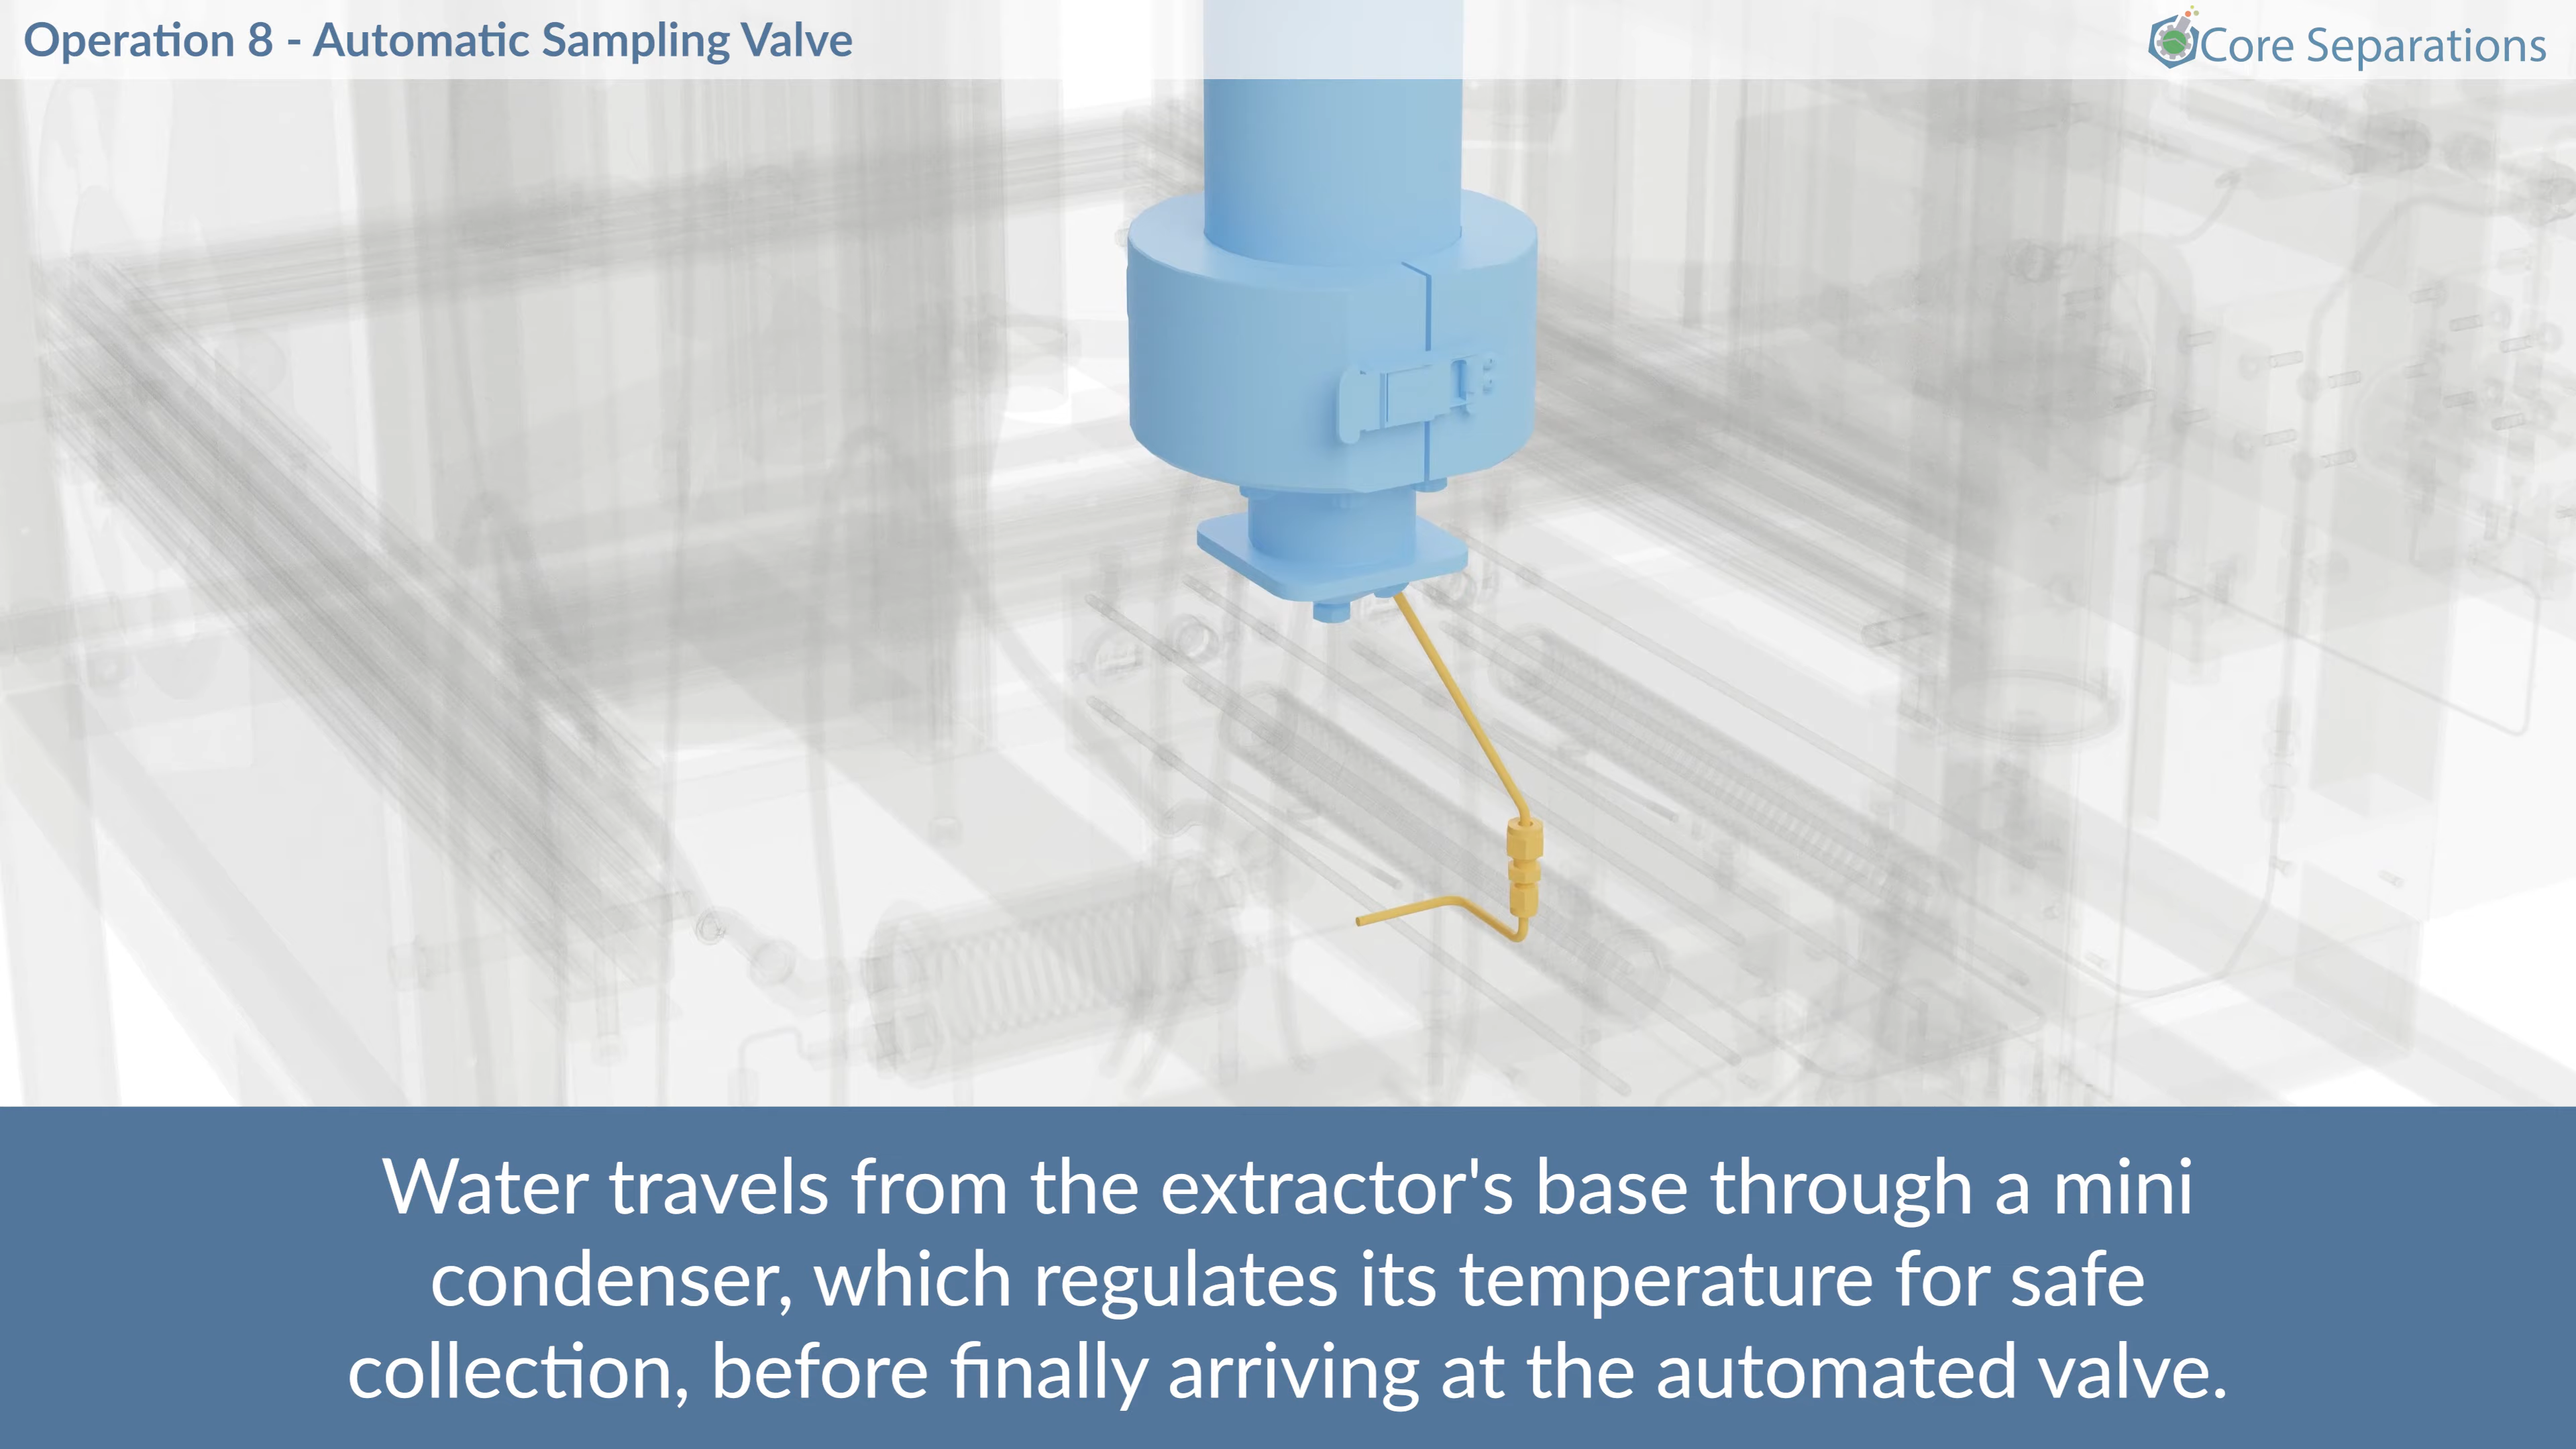 Operation 8 - Automatic Sampling Valve
Core Separations
Water travels from the extractor's base through a mini
condenser, which regulates its temperature for safe
collection, before finally arriving at the automated valve.